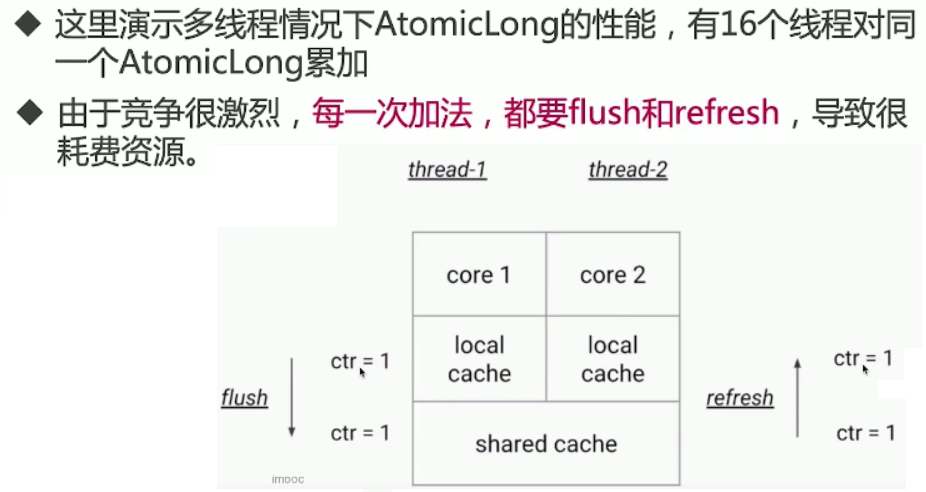 ◆ 这里演示多线程情况下AtomicLong的性能，有16个线程对同
一个AtomicLong累加
◆ 由于竞争很激烈，每一次加法，都要flush和refresh，导致很
耗费资源。
thread-1 thread-2
core 1 core 2
local cache local cache
ctr = 1 ctr = 1
flush refresh
ctr = 1 ctr = 1
shared cache
imooc